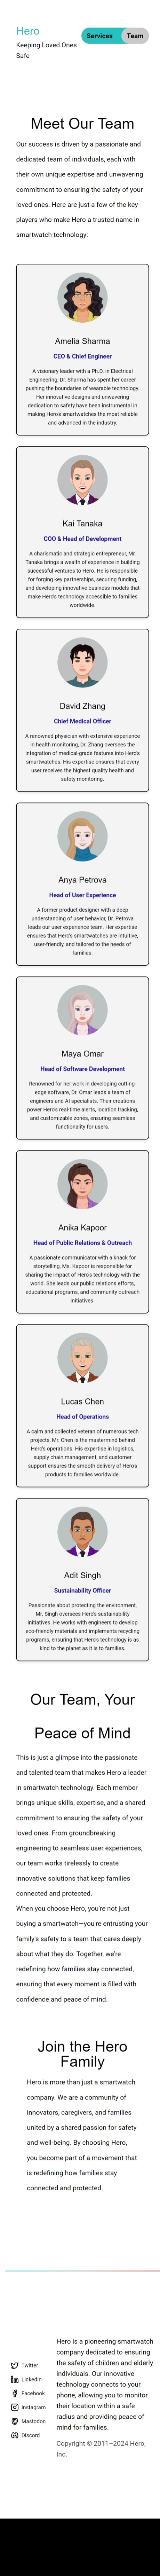 Hero
Keeping Loved Ones
Safe
Services
Team
Meet Our Team
Our success is driven by a passionate and
dedicated team of individuals, each with
their own unique expertise and unwavering
commitment to ensuring the safety of your
loved ones. Here are just a few of the key
players who make Hero a trusted name in
smartwatch technology:
Amelia Sharma
CEO & Chief Engineer
A visionary leader with a Ph.D. in Electrical
Engineering, Dr. Sharma has spent her career
pushing the boundaries of wearable technology.
Her innovative designs and unwavering
dedication to safety have been instrumental in
making Hero's smartwatches the most reliable
and advanced in the industry.
Kai Tanaka
COO & Head of Development
A charismatic and strategic entrepreneur, Mr.
Tanaka brings a wealth of experience in building
successful ventures to Hero. He is responsible
for forging key partnerships, securing funding,
and developing innovative business models that
make Hero's technology accessible to families
worldwide.
David Zhang
Chief Medical Officer
A renowned physician with extensive experience
in health monitoring, Dr. Zhang oversees the
integration of medical-grade features into Hero's
smartwatches. His expertise ensures that every
user receives the highest quality health and
safety monitoring.
Anya Petrova
Head of User Experience
A former product designer with a deep
understanding of user behavior, Dr. Petrova
leads our user experience team. Her expertise
ensures that Hero's smartwatches are intuitive,
user-friendly, and tailored to the needs of
families.
Maya Omar
Head of Software Development
Renowned for her work in developing cutting-
edge software, Dr. Omar leads a team of
engineers and AI specialists. Their creations
power Hero's real-time alerts, location tracking,
and customizable zones, ensuring seamless
functionality for users.
Anika Kapoor
Head of Public Relations & Outreach
A passionate communicator with a knack for
storytelling, Ms. Kapoor is responsible for
sharing the impact of Hero's technology with the
world. She leads our public relations efforts,
educational programs, and community outreach
initiatives.
Lucas Chen
Head of Operations
A calm and collected veteran of numerous tech
projects, Mr. Chen is the mastermind behind
Hero's operations. His expertise in logistics,
supply chain management, and customer
support ensures the smooth delivery of Hero's
products to families worldwide.
Adit Singh
Sustainability Officer
Passionate about protecting the environment,
Mr. Singh oversees Hero's sustainability
initiatives. He works with engineers to develop
eco-friendly materials and implements recycling
programs, ensuring that Hero's technology is as
kind to the planet as it is to families.
Our Team, Your
Peace of Mind
This is just a glimpse into the passionate
and talented team that makes Hero a leader
in smartwatch technology. Each member
brings unique skills, expertise, and a shared
commitment to ensuring the safety of your
loved ones. From groundbreaking
engineering to seamless user experiences,
our team works tirelessly to create
innovative solutions that keep families
connected and protected.
When you choose Hero, you're not just
buying a smartwatch—you're entrusting your
family's safety to a team that cares deeply
about what they do. Together, we're
redefining how families stay connected,
ensuring that every moment is filled with
confidence and peace of mind.
Join the Hero
Family
Hero is more than just a smartwatch
company. We are a community of
innovators, caregivers, and families
united by a shared passion for safety
and well-being. By choosing Hero,
you become part of a movement that
is redefining how families stay
connected and protected.
Twitter
LinkedIn
Facebook
Instagram
Mastodon
Discord
Hero is a pioneering smartwatch
company dedicated to ensuring
the safety of children and elderly
individuals. Our innovative
technology connects to your
phone, allowing you to monitor
their location within a safe
radius and providing peace of
mind for families.
Copyright © 2011–2024 Hero,
Inc.